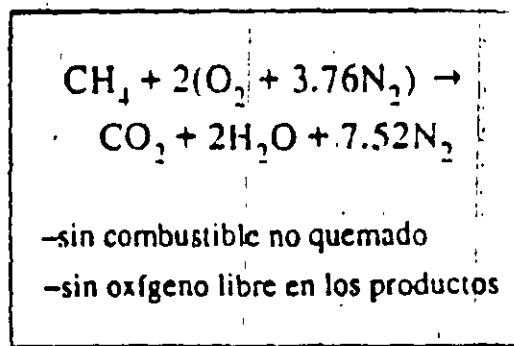 CH₄ + 2(O₂ + 3.76N₂) →
CO₂ + 2H₂O + 7.52N₂
–sin combustible no quemado
–sin oxígeno libre en los productos